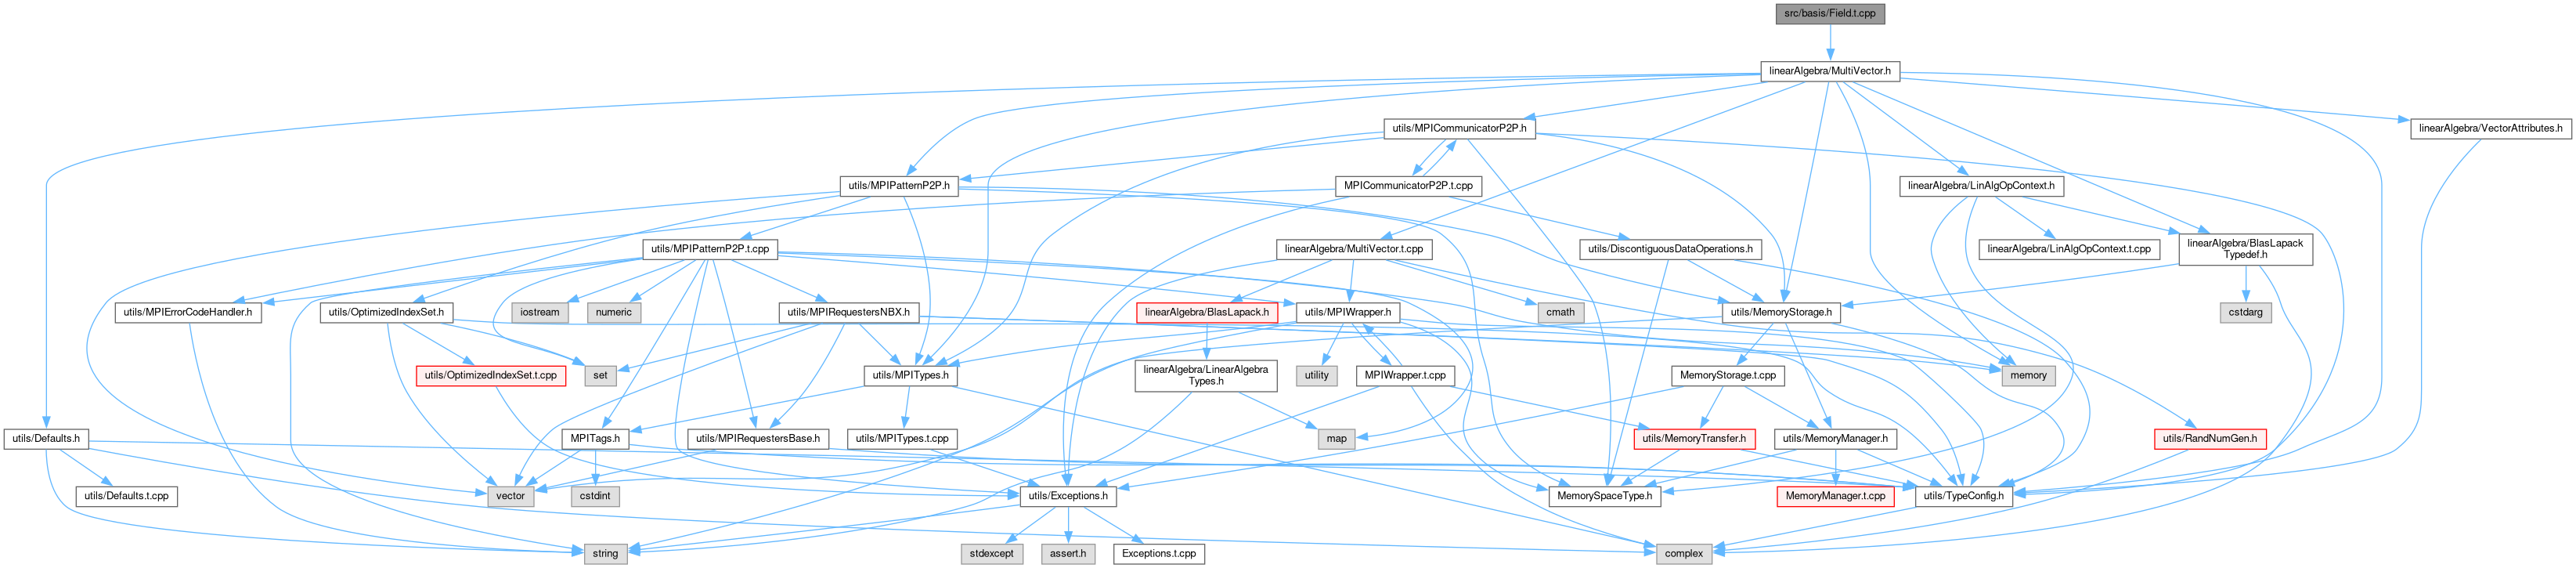 src/basis/Field.t.cpp
linearAlgebra/MultiVector.h
utils/MPICommunicatorP2P.h
linearAlgebra/VectorAttributes.h
utils/MPIPatternP2P.h
MPICommunicatorP2P.t.cpp
linearAlgebra/LinAlgOpContext.h
utils/MPIPatternP2P.t.cpp
linearAlgebra/MultiVector.t.cpp
utils/DiscontiguousDataOperations.h
linearAlgebra/LinAlgOpContext.t.cpp
linearAlgebra/BlasLapack
Typedef.h
utils/MPIErrorCodeHandler.h
utils/OptimizedIndexSet.h
iostream
numeric
utils/MPIRequestersNBX.h
linearAlgebra/BlasLapack.h
utils/MPIWrapper.h
cmath
utils/MemoryStorage.h
cstdarg
utils/OptimizedIndexSet.t.cpp
set
utils/MPITypes.h
linearAlgebra/LinearAlgebra
Types.h
utility
MPIWrapper.t.cpp
MemoryStorage.t.cpp
memory
utils/Defaults.h
MPITags.h
utils/MPIRequestersBase.h
utils/MPITypes.t.cpp
map
utils/MemoryTransfer.h
utils/MemoryManager.h
utils/RandNumGen.h
utils/Defaults.t.cpp
vector
cstdint
utils/Exceptions.h
MemorySpaceType.h
MemoryManager.t.cpp
utils/TypeConfig.h
string
stdexcept
assert.h
Exceptions.t.cpp
complex